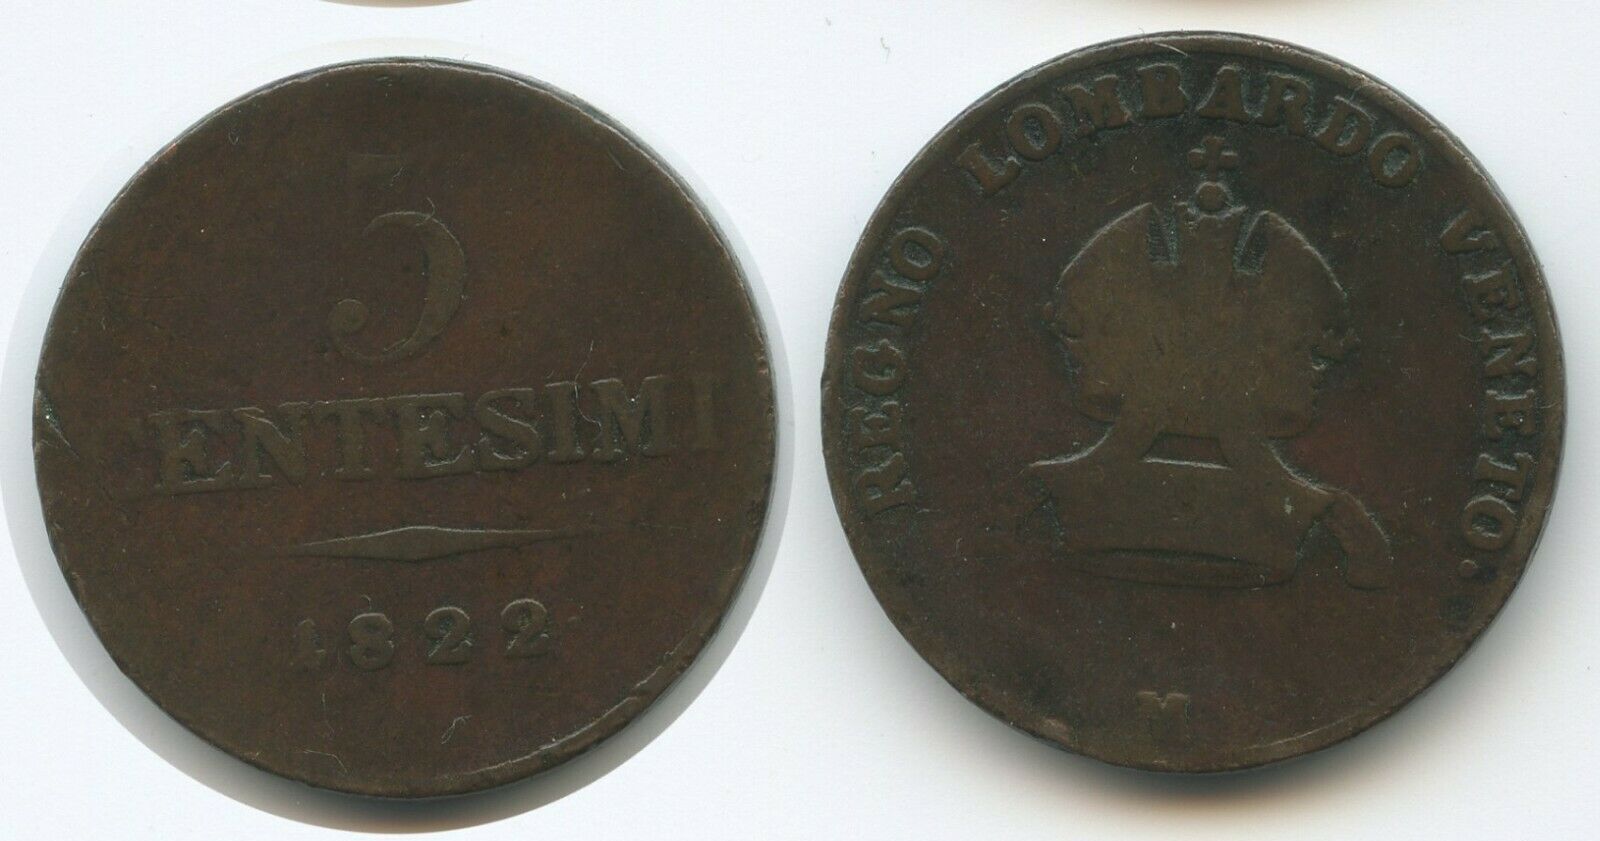 5
CENTESIMI
1822
REGNO LOMBARDO VENETO.
M